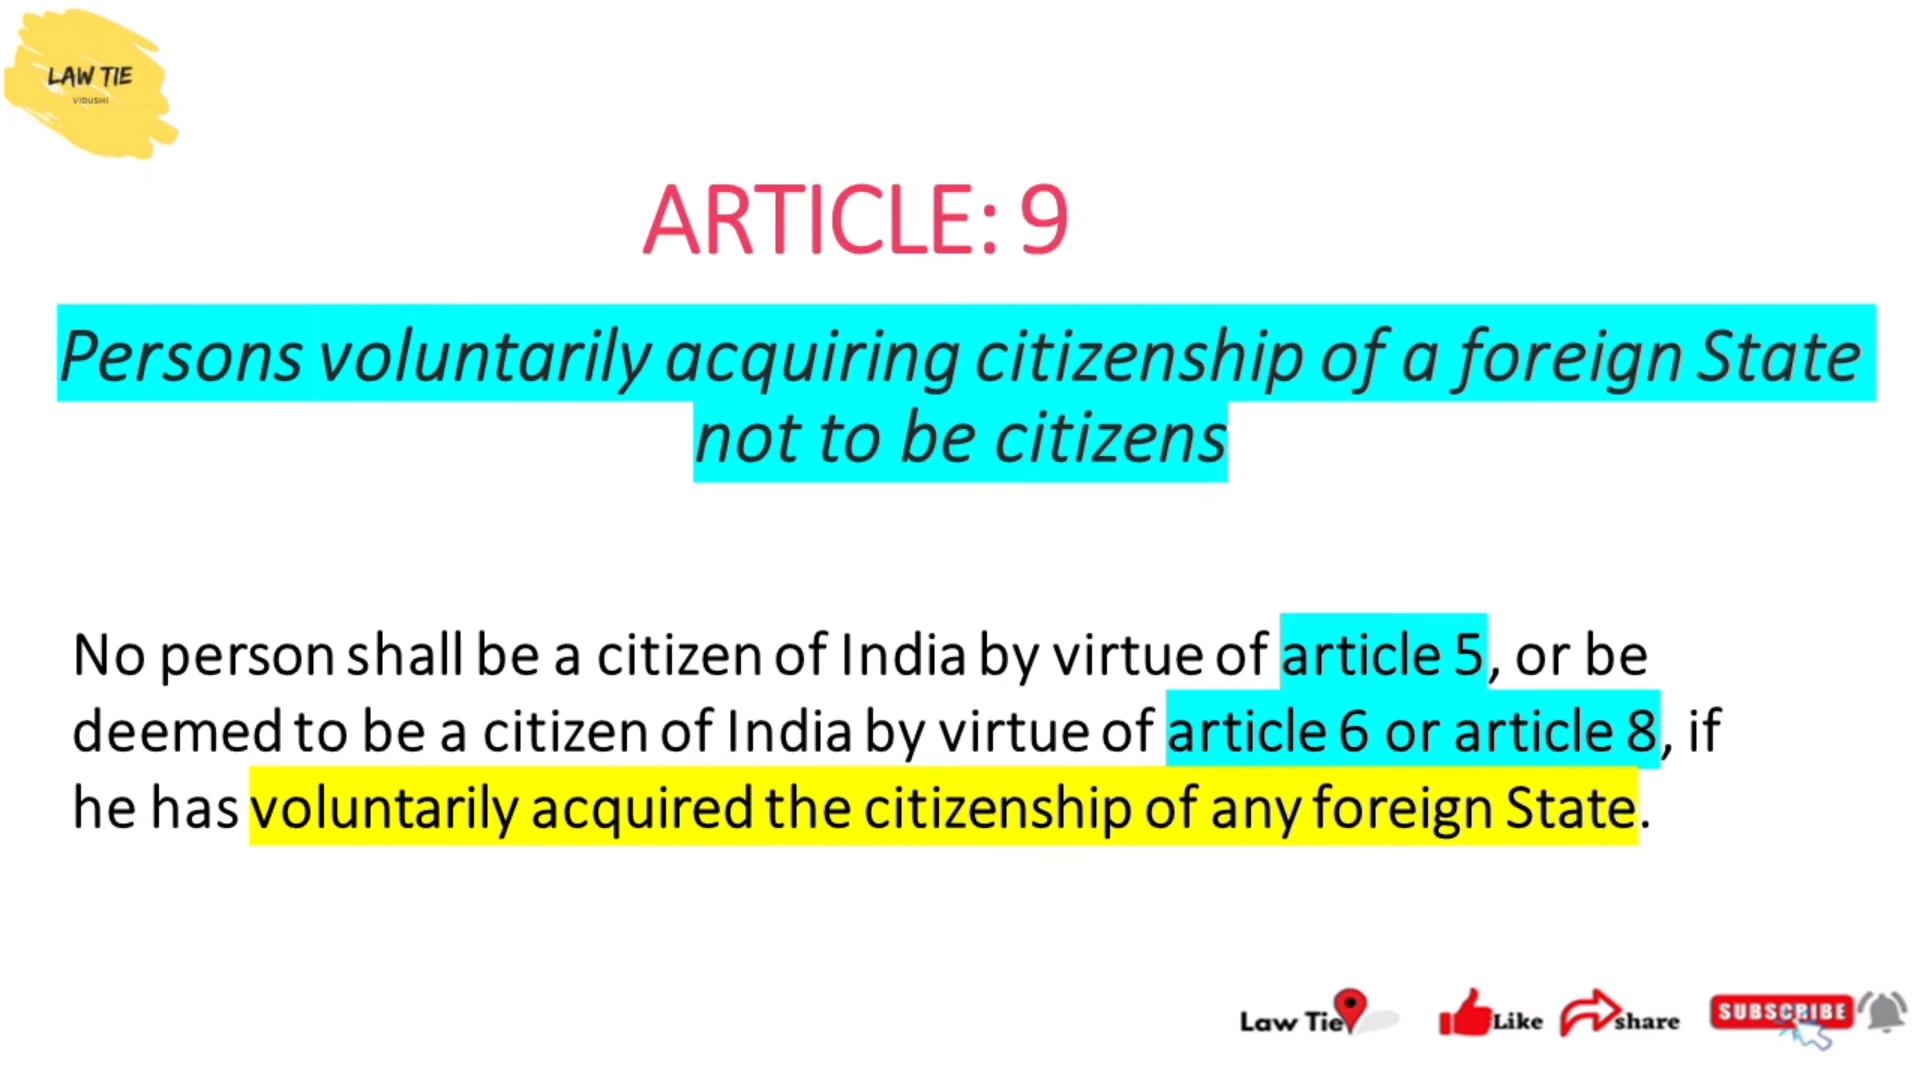 LAW TIE
VIDUSHI
ARTICLE: 9
Persons voluntarily acquiring citizenship of a foreign State
not to be citizens
No person shall be a citizen of India by virtue of article 5, or be
deemed to be a citizen of India by virtue of article 6 or article 8, if
he has voluntarily acquired the citizenship of any foreign State.
Law Tie Like share SUBSCRIBE